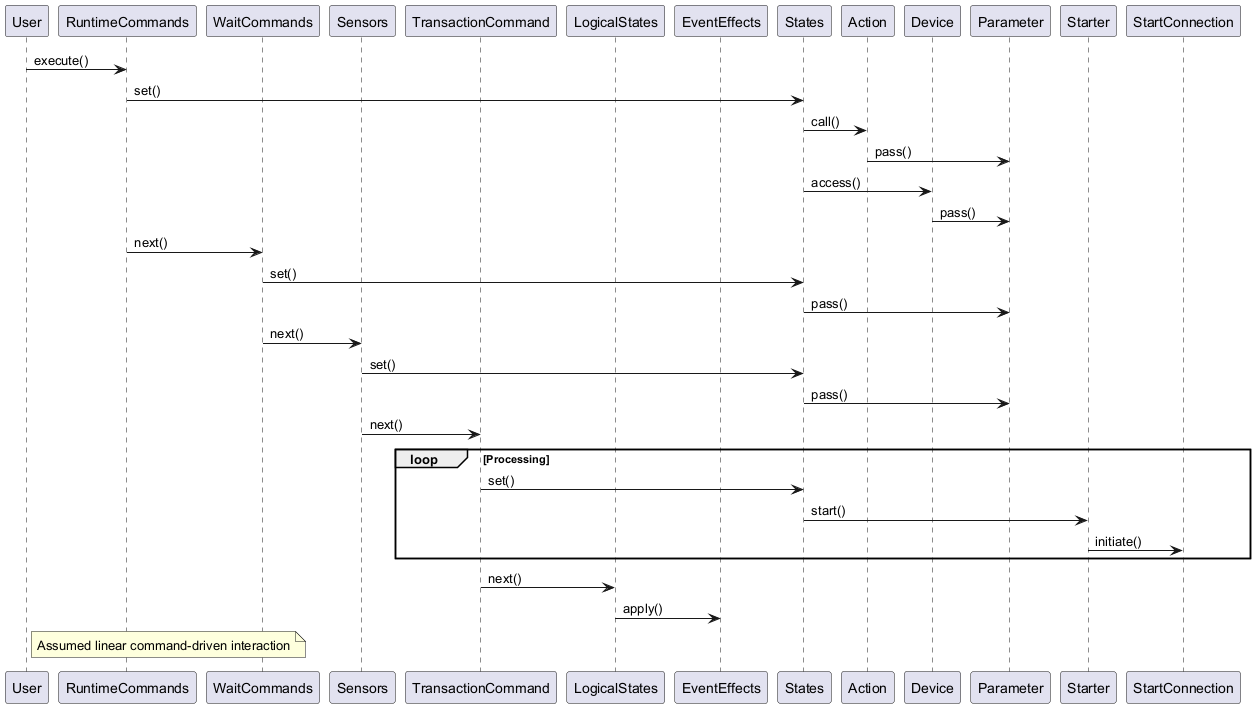 User RuntimeCommands WaitCommands Sensors TransactionCommand LogicalStates EventEffects States Action Device Parameter Starter StartConnection
execute()
set()
call()
pass()
access()
pass()
next()
set()
pass()
next()
set()
pass()
next()
loop [Processing]
set()
start()
initiate()
next()
apply()
Assumed linear command-driven interaction
User RuntimeCommands WaitCommands Sensors TransactionCommand LogicalStates EventEffects States Action Device Parameter Starter StartConnection